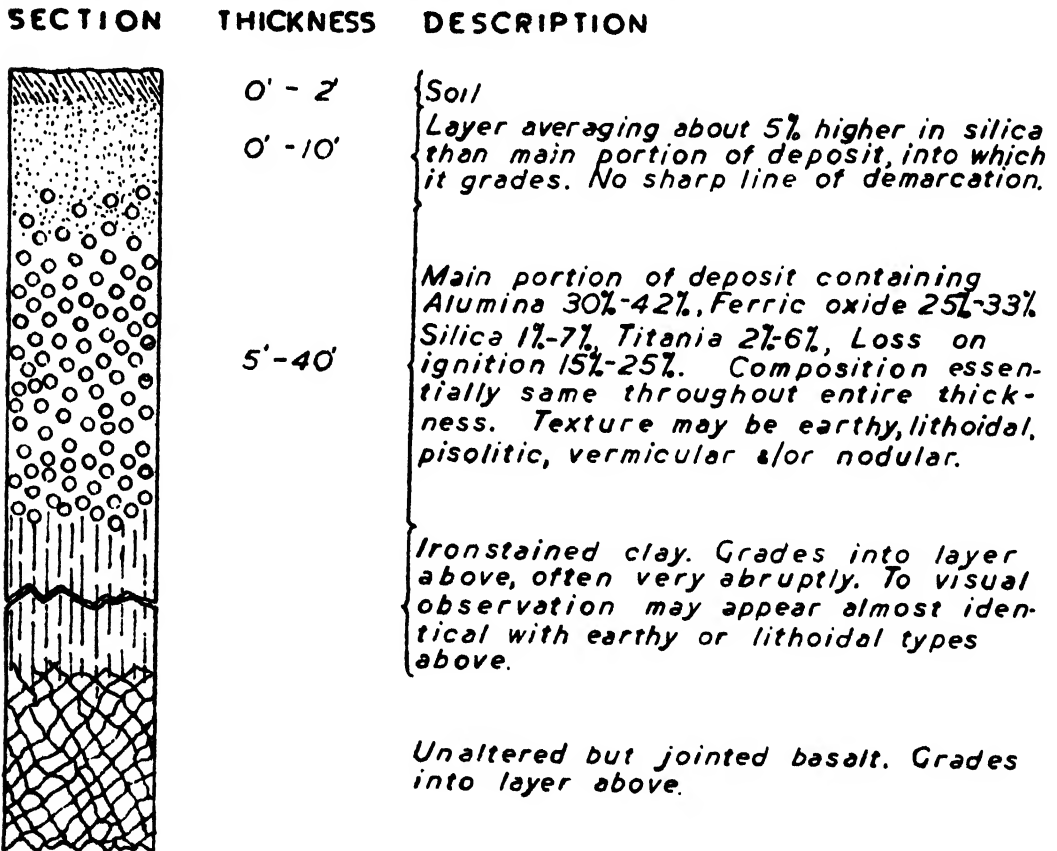 SECTION THICKNESS DESCRIPTION
0' - 2' Soil
Layer averaging about 5% higher in silica
0' - 10' than main portion of deposit, into which
it grades. No sharp line of demarcation.
Main portion of deposit containing
Alumina 30%-42%, Ferric oxide 25%-33%
Silica 1%-7%, Titania 2%-6%, Loss on
5' - 40' ignition 15%-25%. Composition essen-
tially same throughout entire thick-
ness. Texture may be earthy, lithoidal,
pisolitic, vermicular &/or nodular.
Ironstained clay. Grades into layer
above, often very abruptly. To visual
observation may appear almost iden-
tical with earthy or lithoidal types
above.
Unaltered but jointed basalt. Grades
into layer above.